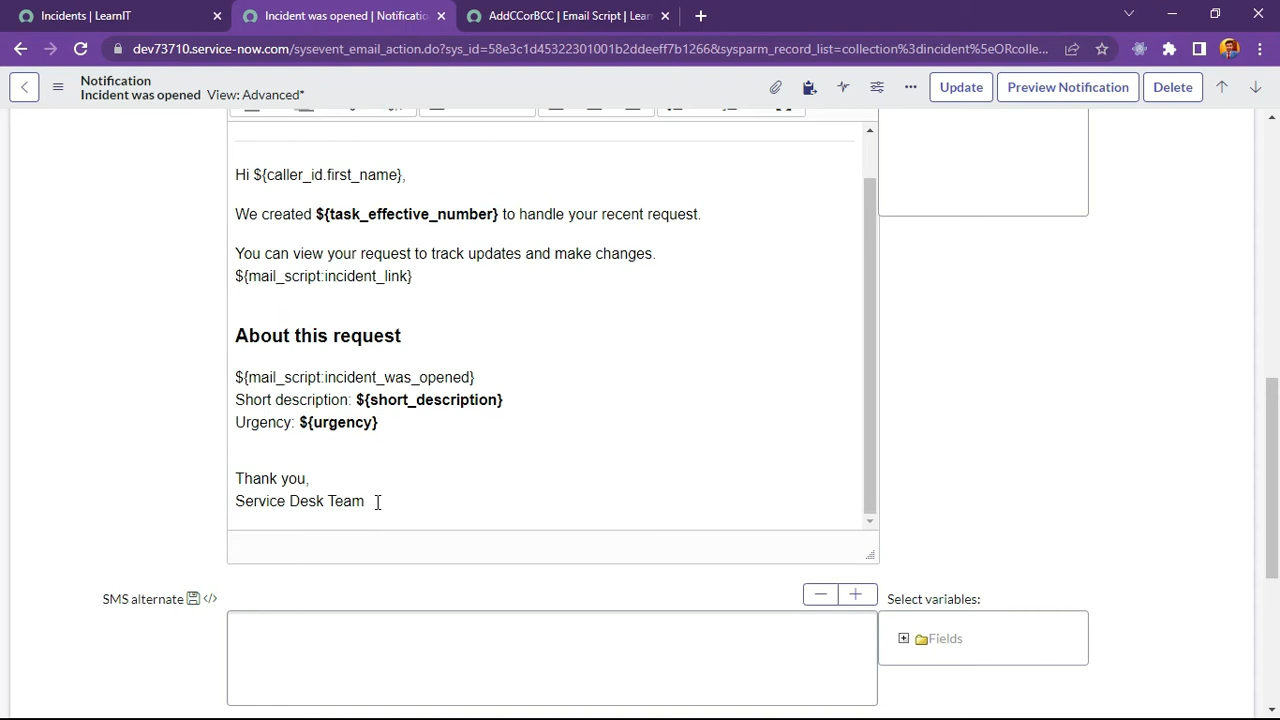 Incidents | LearnIT
Incident was opened | Notificatio
AddCCorBCC | Email Script | Lear
dev73710.service-now.com/sysevent_email_action.do?sys_id=58e3c1d45322301001b2ddeeff7b1266&sysparm_record_list=collection%3dincident%5eORcolle...
Notification
Incident was opened View: Advanced*
Update
Preview Notification
Delete
Hi ${caller_id.first_name},
We created ${task_effective_number} to handle your recent request.
You can view your request to track updates and make changes.
${mail_script:incident_link}
About this request
${mail_script:incident_was_opened}
Short description: ${short_description}
Urgency: ${urgency}
Thank you,
Service Desk Team
SMS alternate
Select variables:
Fields